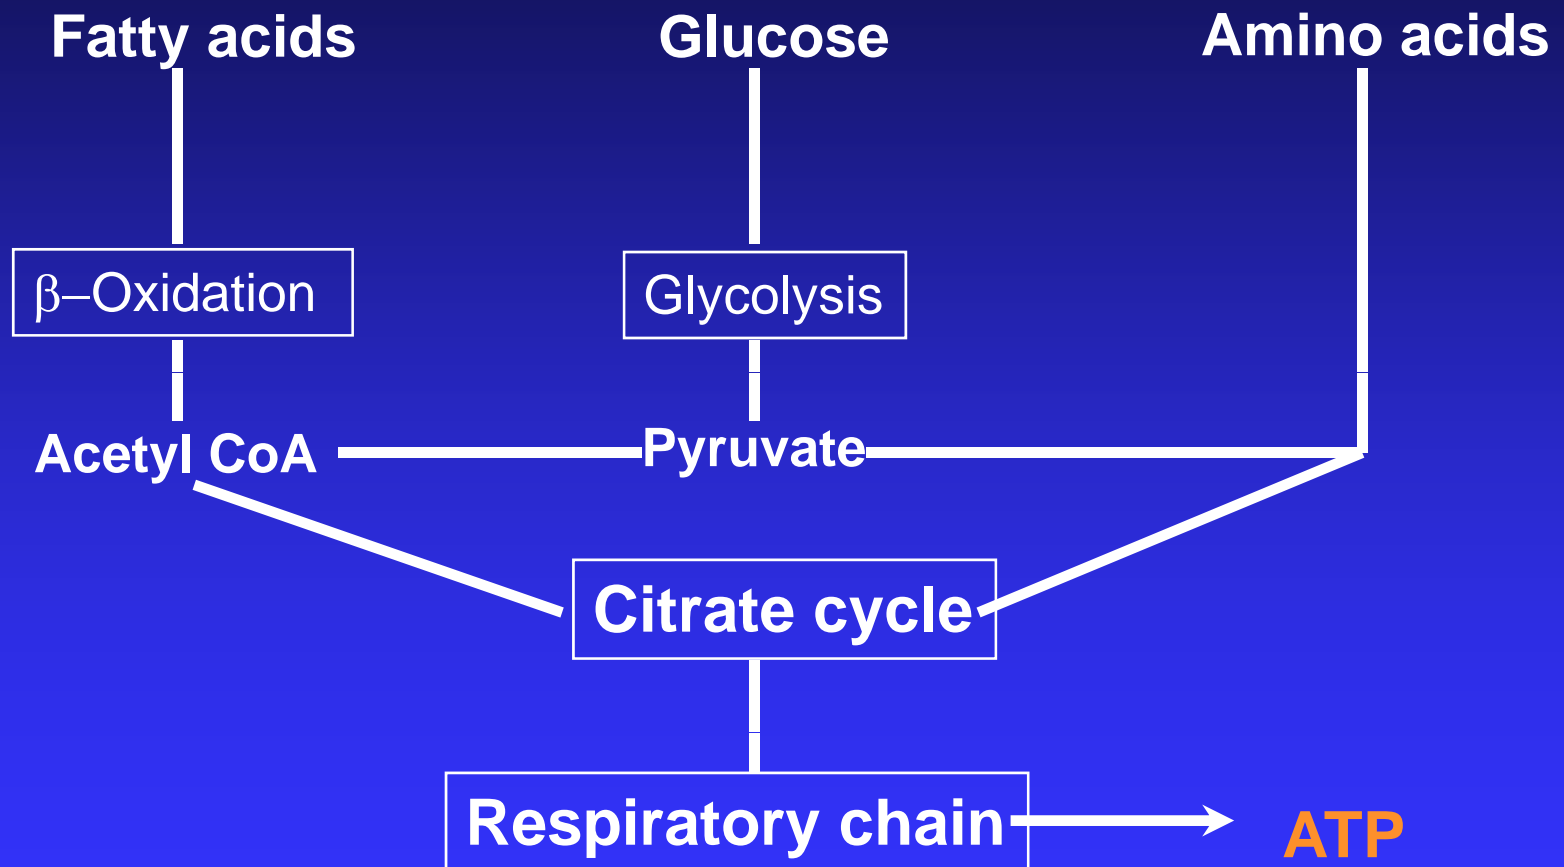 Fatty acids
Glucose
Amino acids
β–Oxidation
Glycolysis
Acetyl CoA
Pyruvate
Citrate cycle
Respiratory chain
ATP